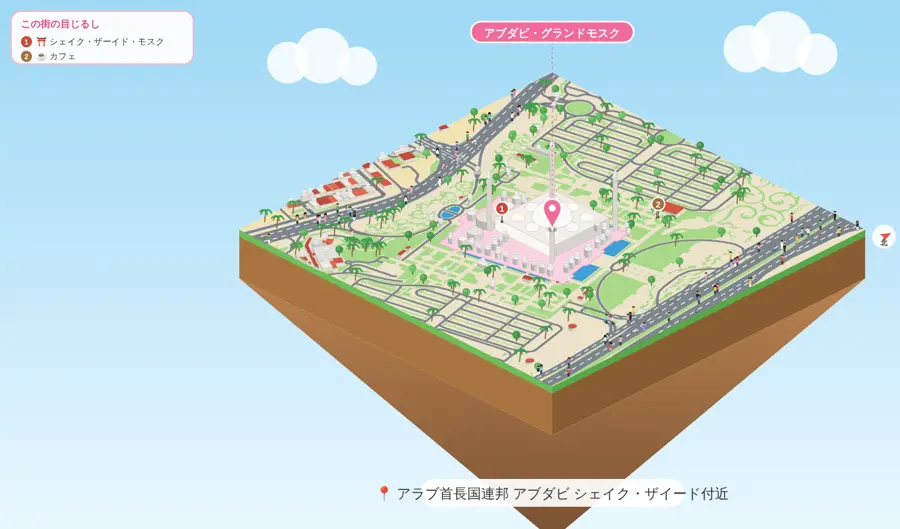 この街の目じるし
1 シェイク・ザーイド・モスク
2 カフェ
アブダビ・グランドモスク
1
2
アラブ首長国連邦 アブダビ シェイク・ザイード付近